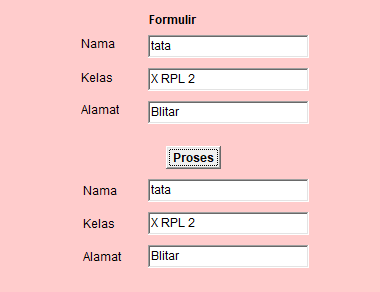 Formulir
Nama tata
Kelas X RPL 2
Alamat Blitar
Proses
Nama tata
Kelas X RPL 2
Alamat Blitar